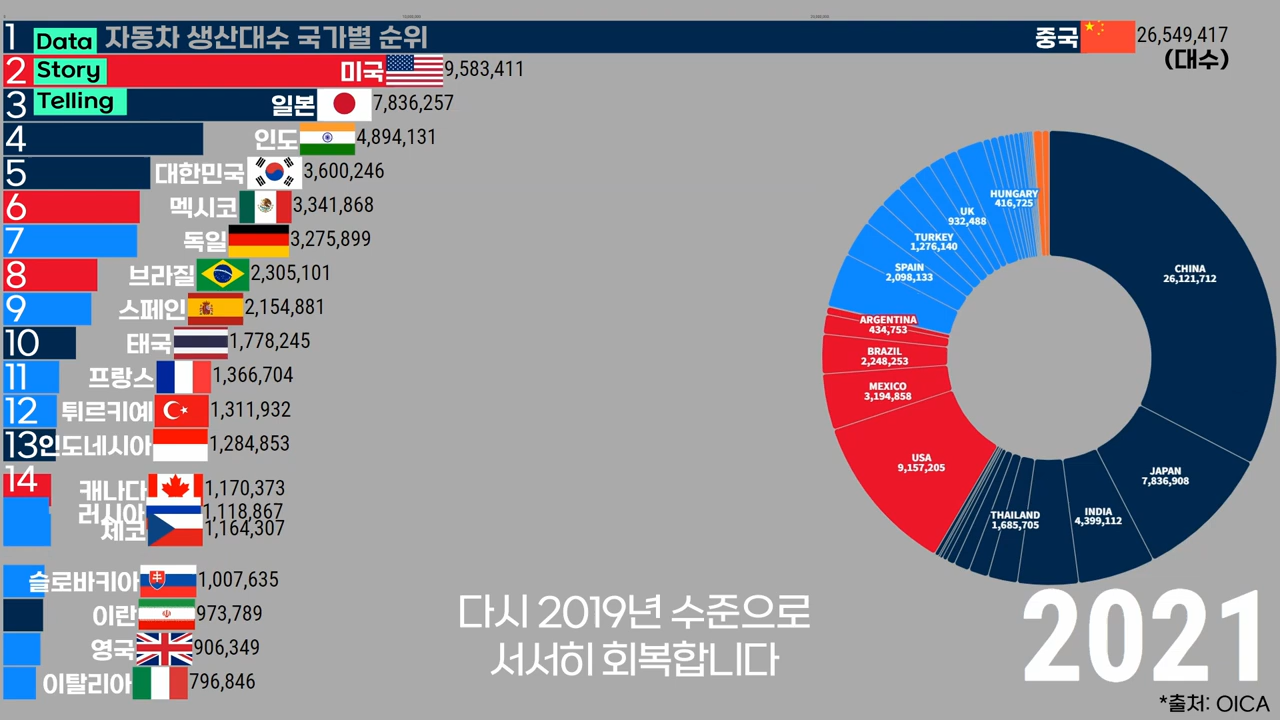 1 Data 자동차 생산대수 국가별 순위 중국 26,549,417
(대수)
2 Story 미국 9,583,411
3 Telling 일본 7,836,257
4 인도 4,894,131
5 대한민국 3,600,246
6 멕시코 3,341,868
7 독일 3,275,899
8 브라질 2,305,101
9 스페인 2,154,881
10 태국 1,778,245
11 프랑스 1,366,704
12 튀르키예 1,311,932
13 인도네시아 1,284,853
14 캐나다 1,170,373
러시아 1,118,867
체코 1,164,307
슬로바키아 1,007,635
이란 973,789
영국 906,349
이탈리아 796,846
HUNGARY
416,725
UK
932,488
TURKEY
1,276,140
SPAIN
2,098,133
CHINA
26,121,712
ARGENTINA
434,753
BRAZIL
2,248,253
MEXICO
3,194,858
USA
9,157,205
JAPAN
7,836,908
THAILAND
1,685,705
INDIA
4,399,112
다시 2019년 수준으로
서서히 회복합니다
2021
*출처: OICA